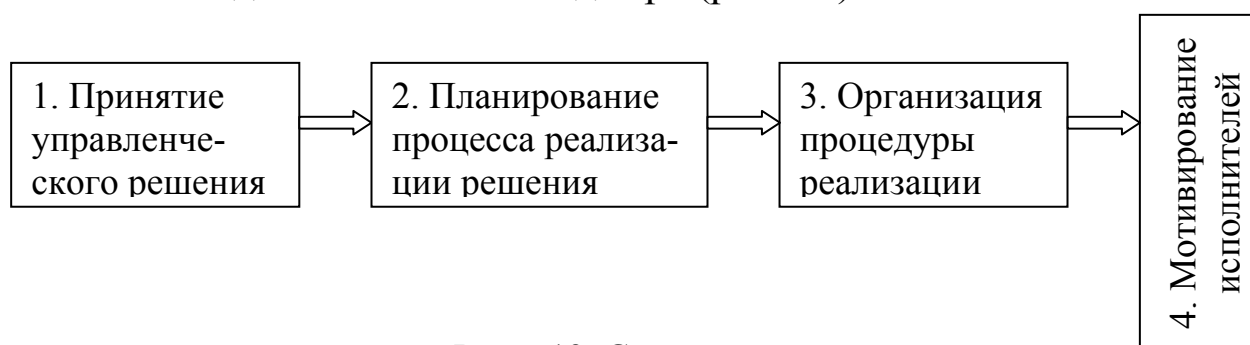 1. Принятие
управленче-
ского решения
2. Планирование
процесса реализа-
ции решения
3. Организация
процедуры
реализации
4. Мотивирование
исполнителей